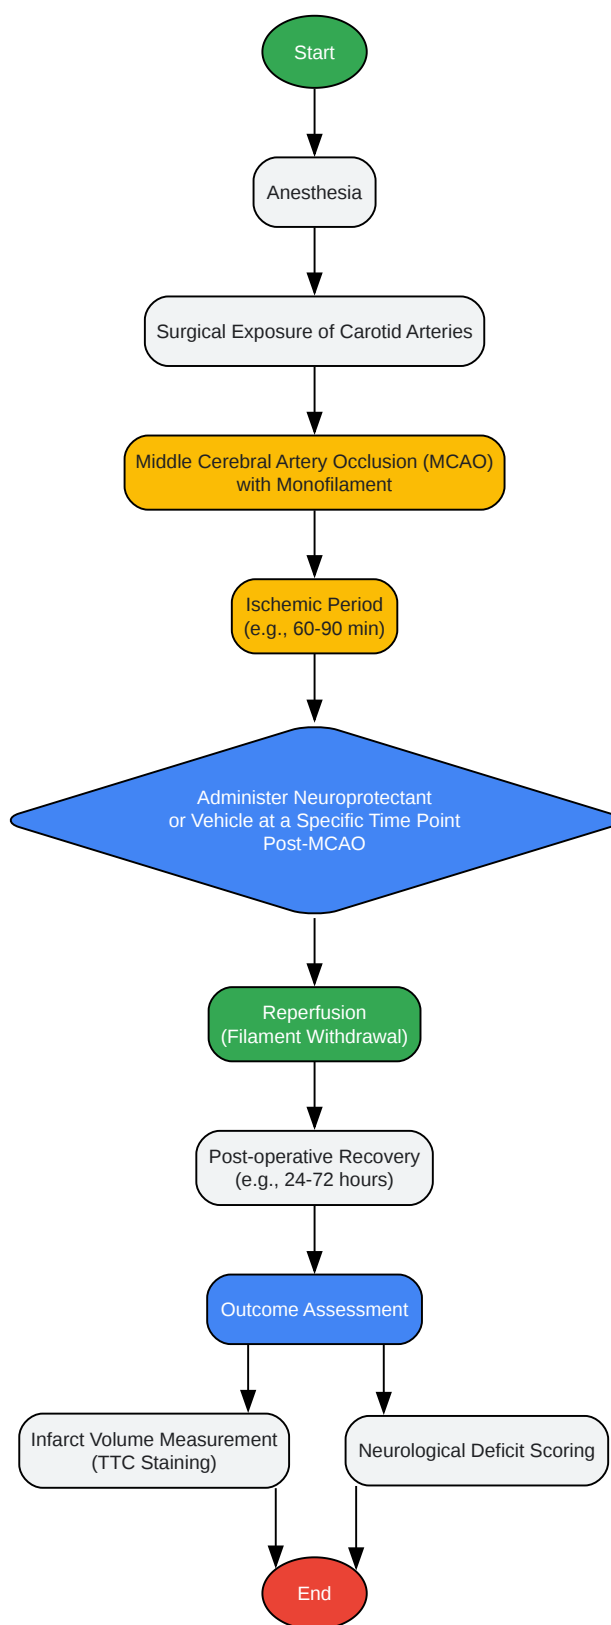 Start
Anesthesia
Surgical Exposure of Carotid Arteries
Middle Cerebral Artery Occlusion (MCAO)
with Monofilament
Ischemic Period
(e.g., 60-90 min)
Administer Neuroprotectant
or Vehicle at a Specific Time Point
Post-MCAO
Reperfusion
(Filament Withdrawal)
Post-operative Recovery
(e.g., 24-72 hours)
Outcome Assessment
Infarct Volume Measurement
(TTC Staining)
Neurological Deficit Scoring
End